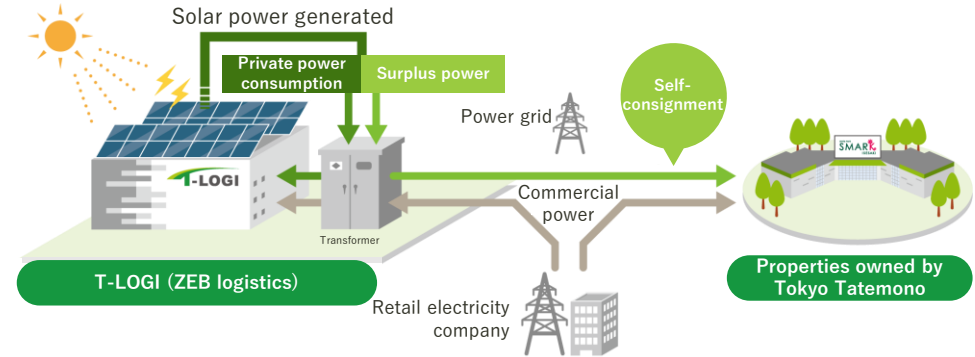 Solar power generated
Private power
consumption
Surplus power
Self-
consignment
Power grid
T-LOGI
SMARK
Commercial
power
Transformer
T-LOGI (ZEB logistics)
Properties owned by
Tokyo Tatemono
Retail electricity
company